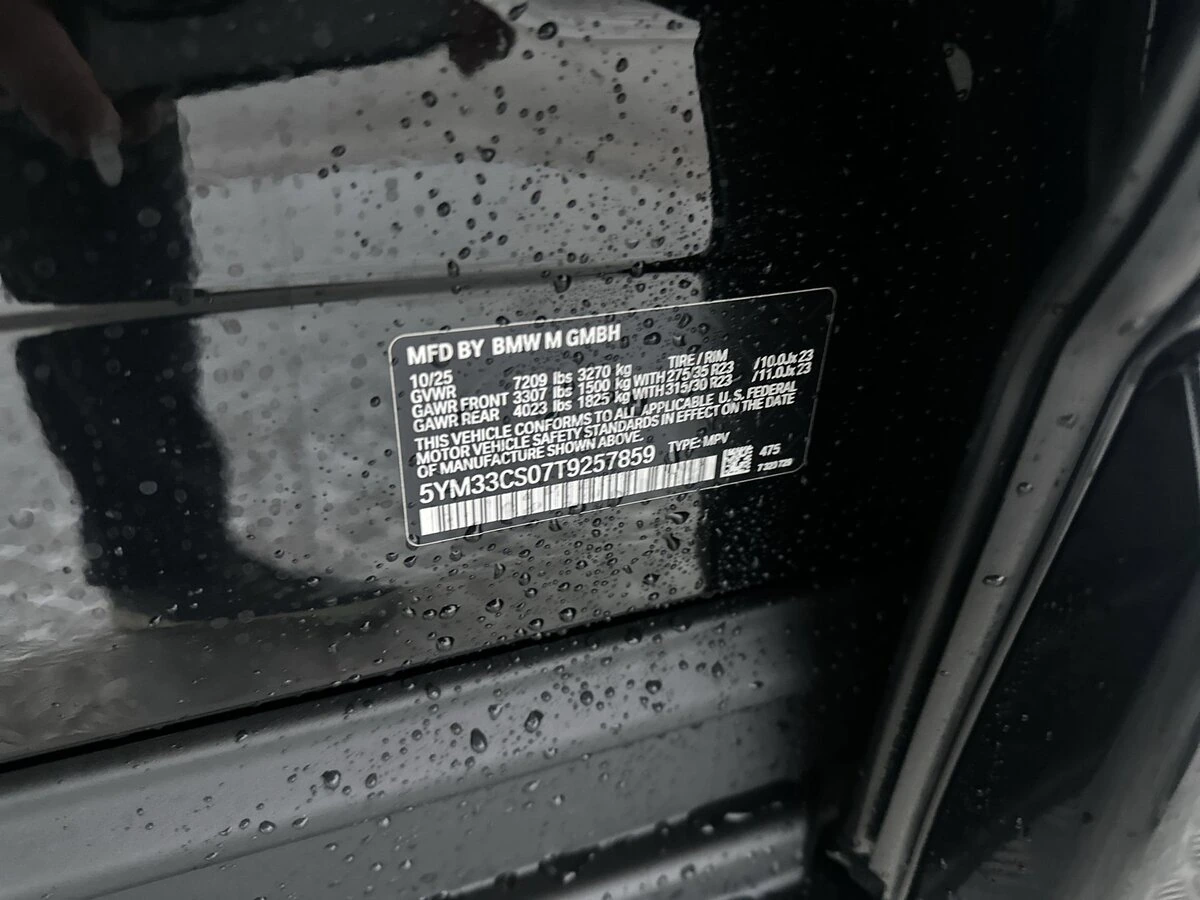 MFD BY BMW M GMBH
10/25 TIRE / RIM
GVWR 7209 lbs 3270 kg
GAWR FRONT 3307 lbs 1500 kg WITH 275/35 R23 /10.0Jx 23
GAWR REAR 4023 lbs 1825 kg WITH 315/30 R23 /11.0Jx 23
THIS VEHICLE CONFORMS TO ALL APPLICABLE U.S. FEDERAL
MOTOR VEHICLE SAFETY STANDARDS IN EFFECT ON THE DATE
OF MANUFACTURE SHOWN ABOVE. TYPE: MPV
5YM33CS07T9257859 475